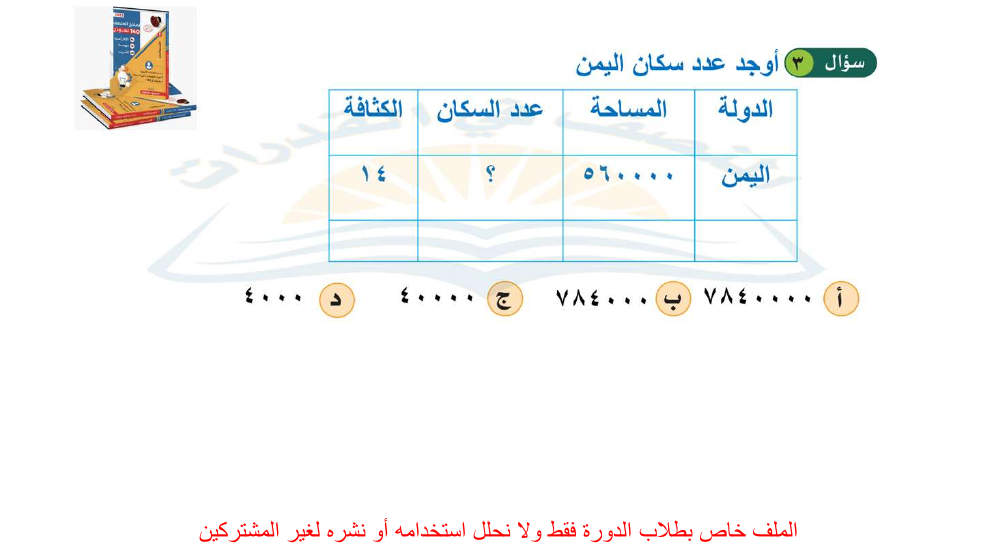 سؤال ٣ أوجد عدد سكان اليمن
الدولة المساحة عدد السكان الكثافة
اليمن ٥٦٠٠٠٠ ؟ ١٤
أ ٧٨٤٠٠٠٠ ب ٧٨٤٠٠٠ ج ٤٠٠٠٠ د ٤٠٠٠
الملف خاص بطلاب الدورة فقط ولا نحلل استخدامه أو نشره لغير المشتركين